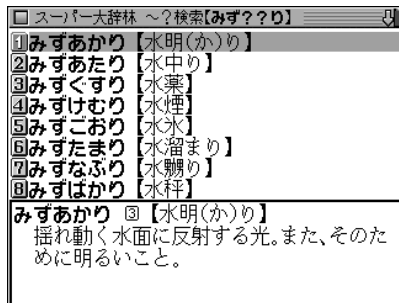 スーパー大辞林 ～?検索【みず??り】
1みずあかり【水明(か)り】
2みずあたり【水中り】
3みずぐすり【水薬】
4みずけむり【水煙】
5みずごおり【水氷】
6みずたまり【水溜まり】
7みずなぶり【水嬲り】
8みずばかり【水秤】
みずあかり 3【水明(か)り】
揺れ動く水面に反射する光。また、そのた
めに明るいこと。